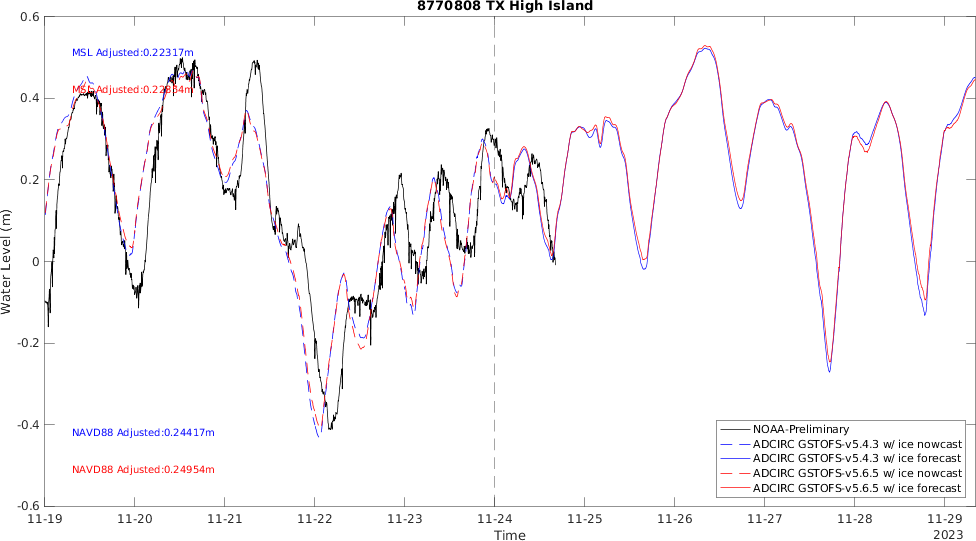 8770808 TX High Island
0.6
0.4
0.2
0
-0.2
-0.4
-0.6
Water Level (m)
MSL Adjusted:0.22317m
MSL Adjusted:0.22834m
NAVD88 Adjusted:0.24417m
NAVD88 Adjusted:0.24954m
NOAA-Preliminary
ADCIRC GSTOFS-v5.4.3 w/ ice nowcast
ADCIRC GSTOFS-v5.4.3 w/ ice forecast
ADCIRC GSTOFS-v5.6.5 w/ ice nowcast
ADCIRC GSTOFS-v5.6.5 w/ ice forecast
11-19 11-20 11-21 11-22 11-23 11-24 11-25 11-26 11-27 11-28 11-29
Time 2023